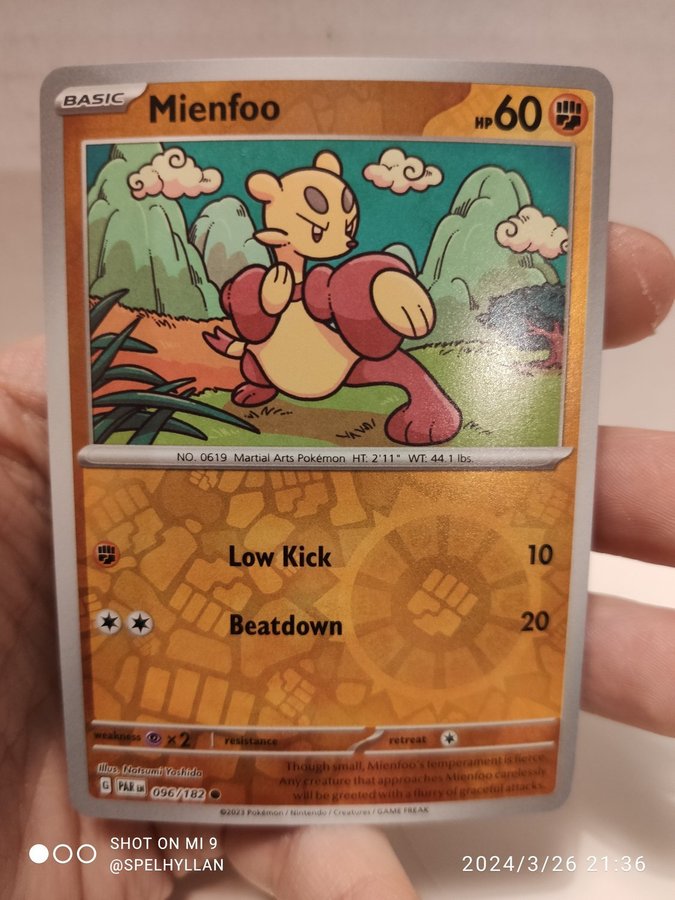 BASIC Mienfoo HP 60
NO. 0619 Martial Arts Pokémon HT: 2'11" WT: 44.1 lbs.
Low Kick 10
Beatdown 20
weakness ×2 resistance retreat
Illus. Natsumi Yoshida
Though small, Mienfoo's temperament is fierce.
Any creature that approaches Mienfoo carelessly
will be greeted with a flurry of graceful attacks.
G PAR EN 096/182
©2023 Pokémon / Nintendo / Creatures / GAME FREAK
SHOT ON MI 9
@SPELHYLLAN
2024/3/26 21:36